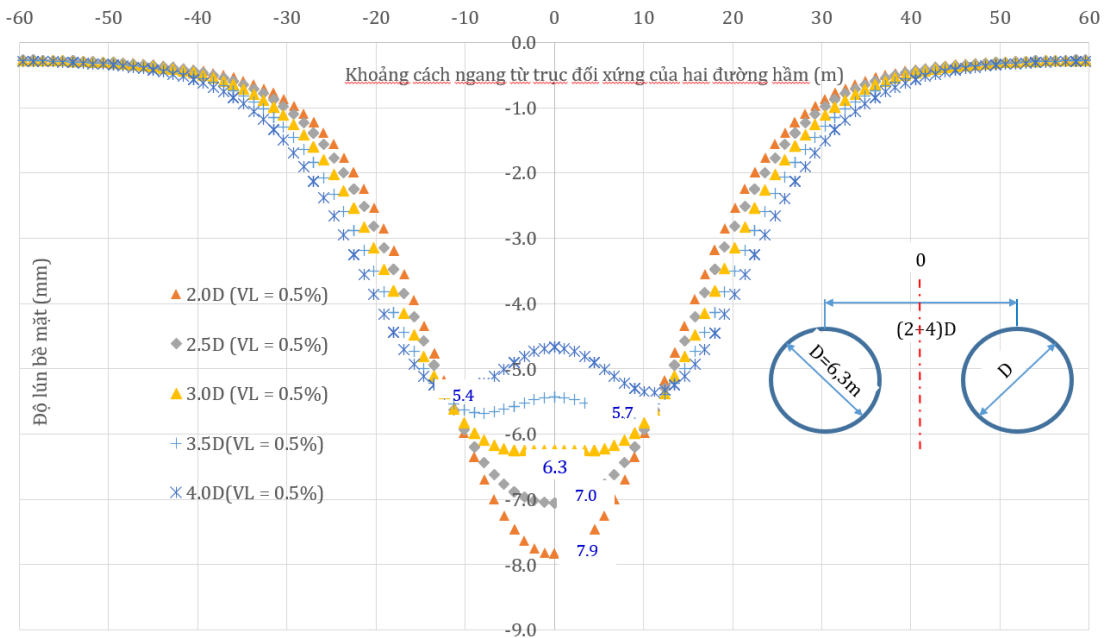 -60 -50 -40 -30 -20 -10 0 10 20 30 40 50 60
0.0
Khoảng cách ngang từ trục đối xứng của hai đường hầm (m)
-1.0
-2.0
-3.0
-4.0
-5.0
-6.0
-7.0
-8.0
-9.0
Độ lún bề mặt (mm)
2.0D (VL = 0.5%)
2.5D (VL = 0.5%)
3.0D (VL = 0.5%)
3.5D(VL = 0.5%)
4.0D(VL = 0.5%)
5.4
5.7
6.3
7.0
7.9
0
(2÷4)D
D=6,3m
D